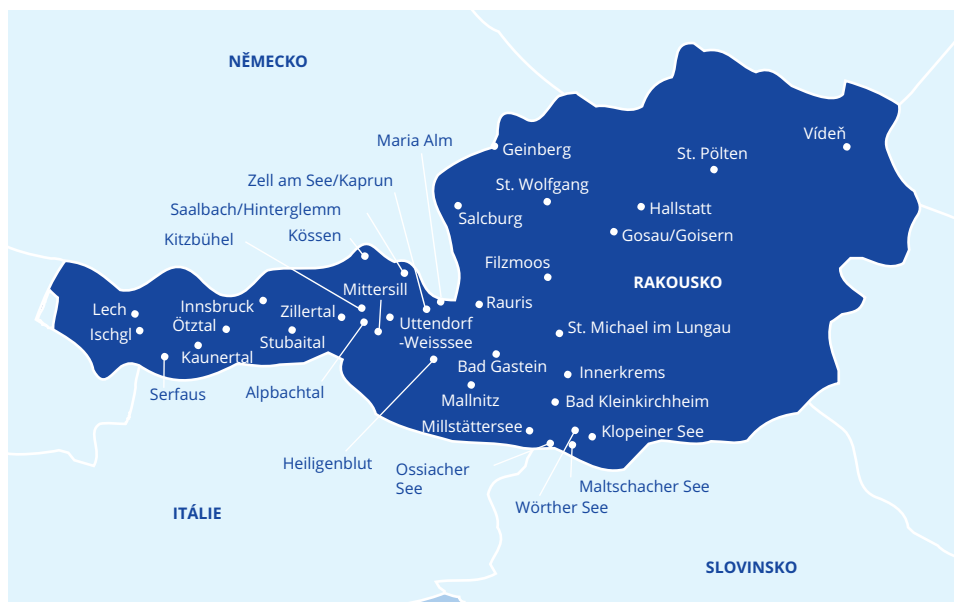 NĚMECKO
Maria Alm
Geinberg
Vídeň
St. Pölten
Zell am See/Kaprun
St. Wolfgang
Saalbach/Hinterglemm
Salcburg
Hallstatt
Kössen
Gosau/Goisern
Kitzbühel
Filzmoos
RAKOUSKO
Mittersill
Lech
Innsbruck
Zillertal
Rauris
Ischgl
Ötztal
Uttendorf
-Weisssee
St. Michael im Lungau
Stubaital
Kaunertal
Bad Gastein
Innerkrems
Serfaus
Alpbachtal
Mallnitz
Bad Kleinkirchheim
Millstättersee
Klopeiner See
Heiligenblut
Ossiacher
See
Maltschacher See
Wörther See
ITÁLIE
SLOVINSKO